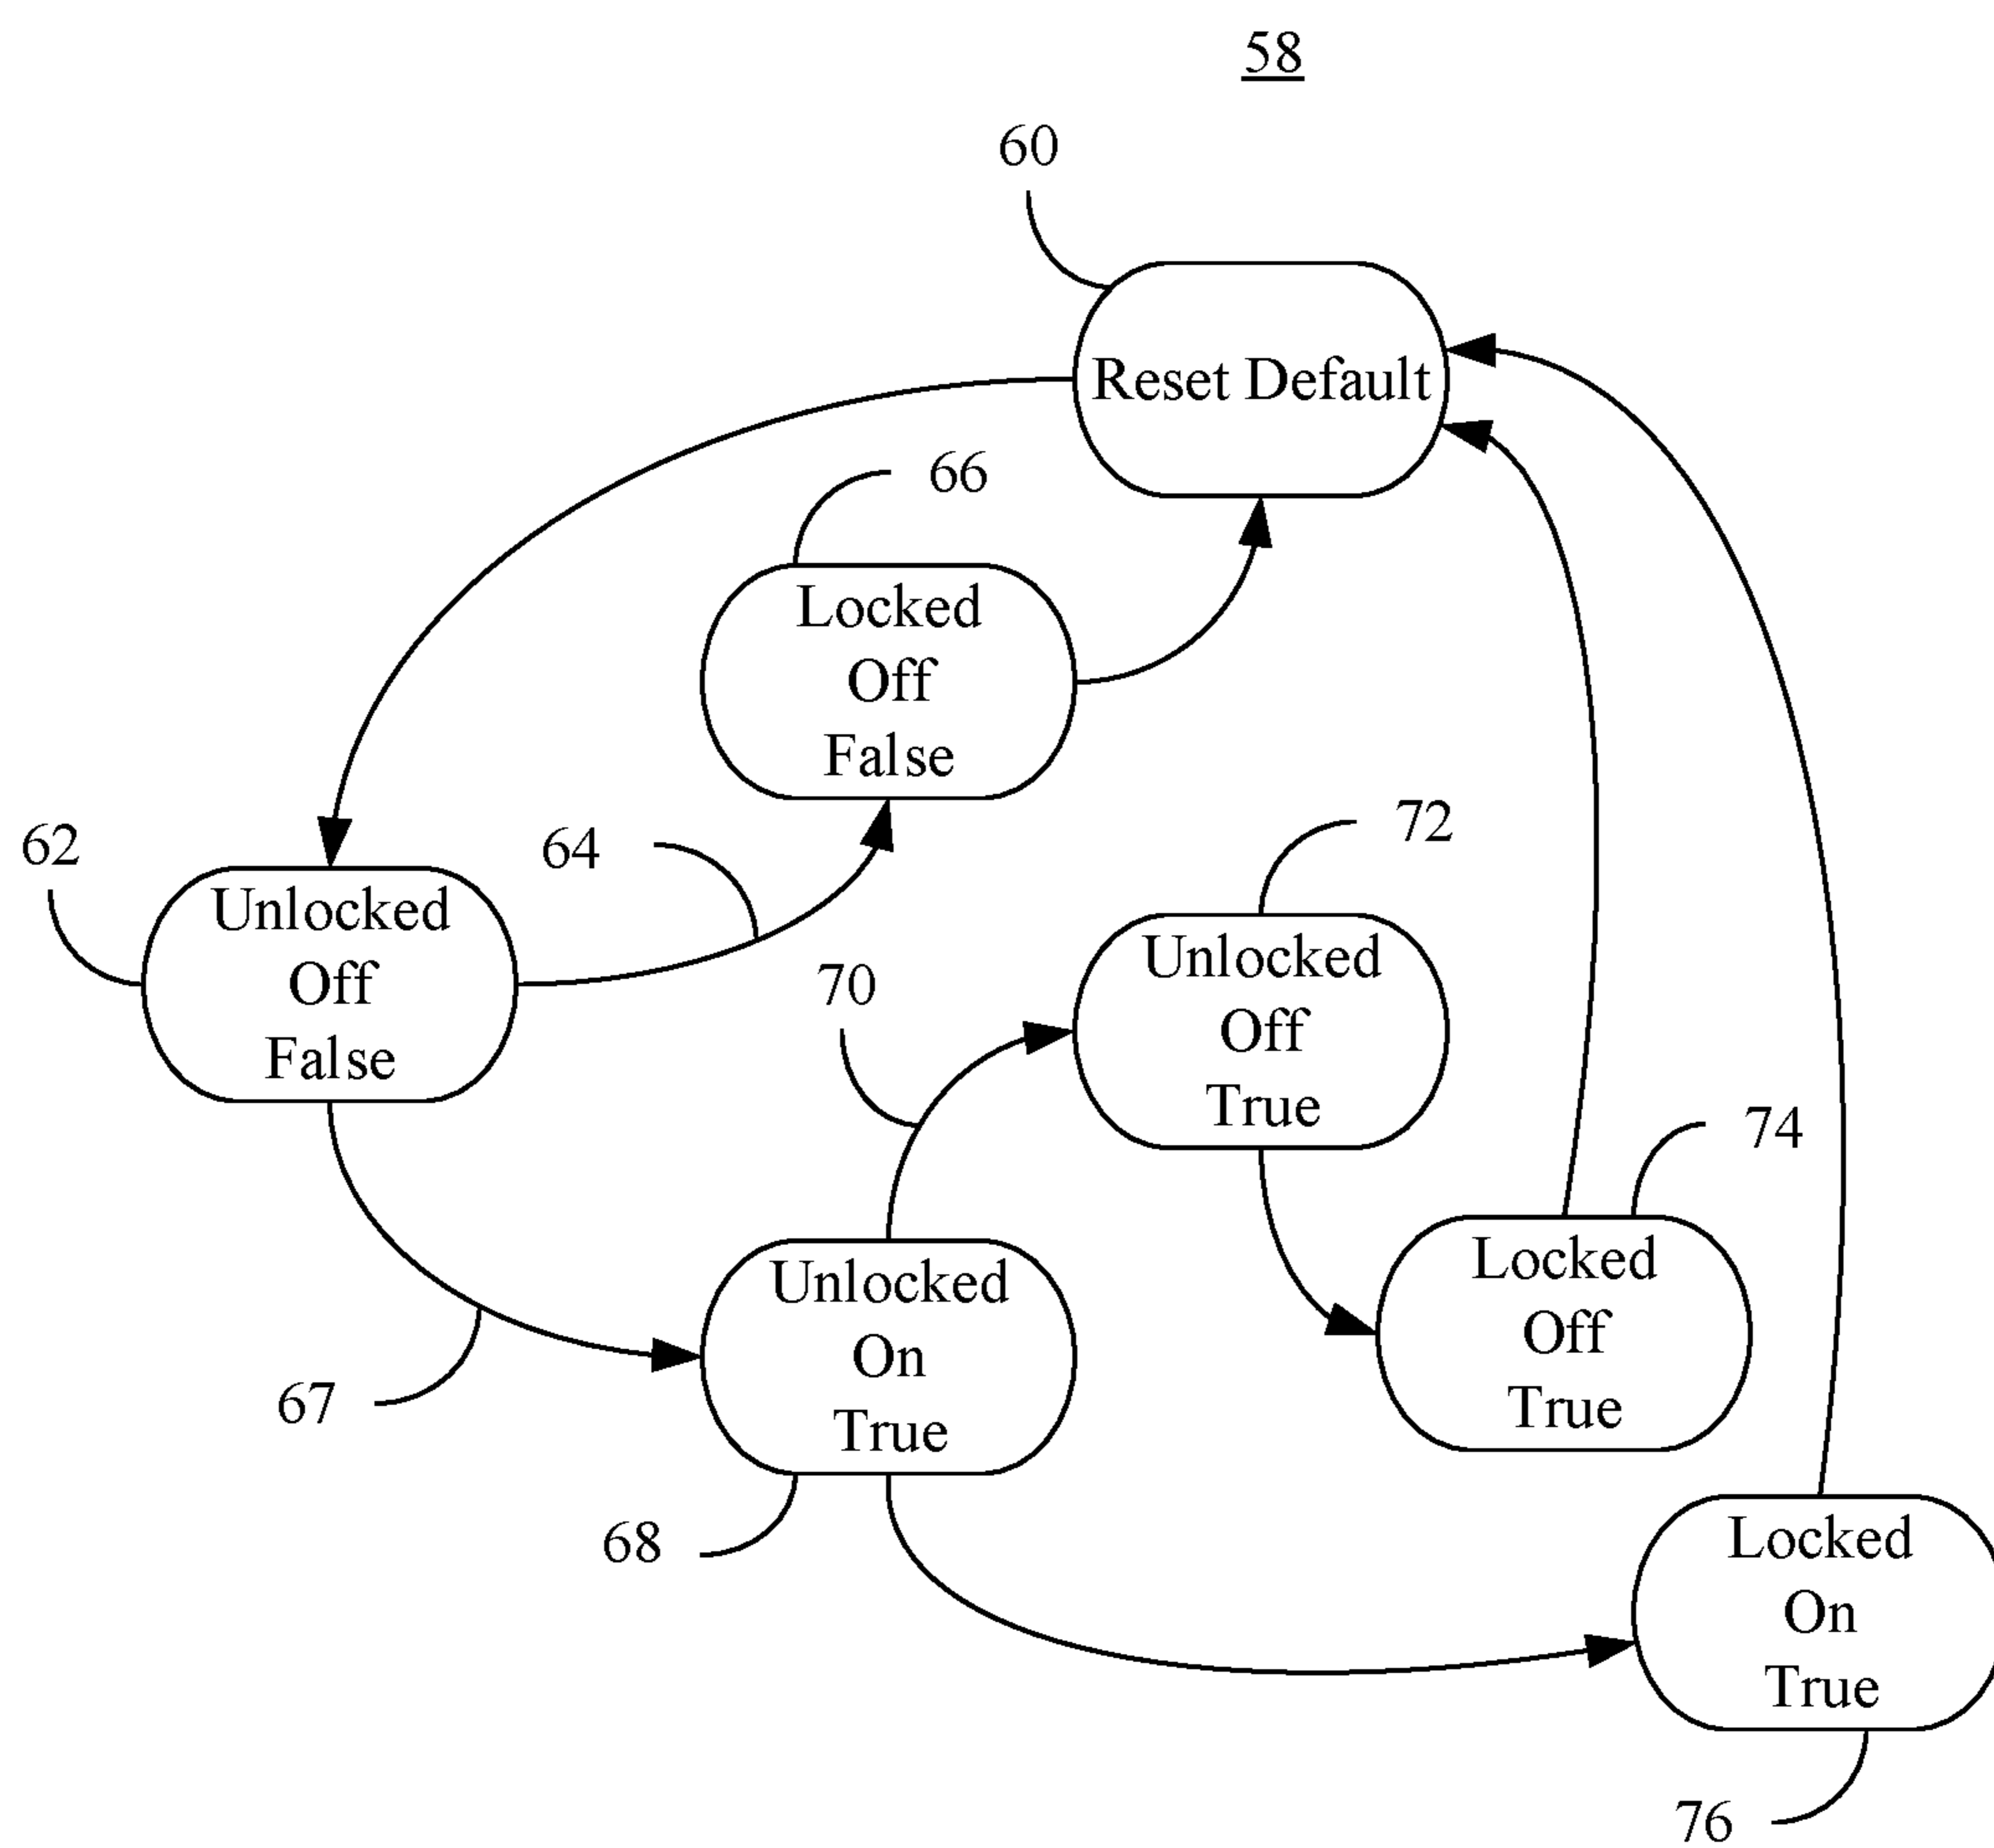 58
60
Reset Default
66
Locked
Off
False
62
64
Unlocked
Off
False
72
70
Unlocked
Off
True
74
Locked
Off
True
67
Unlocked
On
True
68
Locked
On
True
76